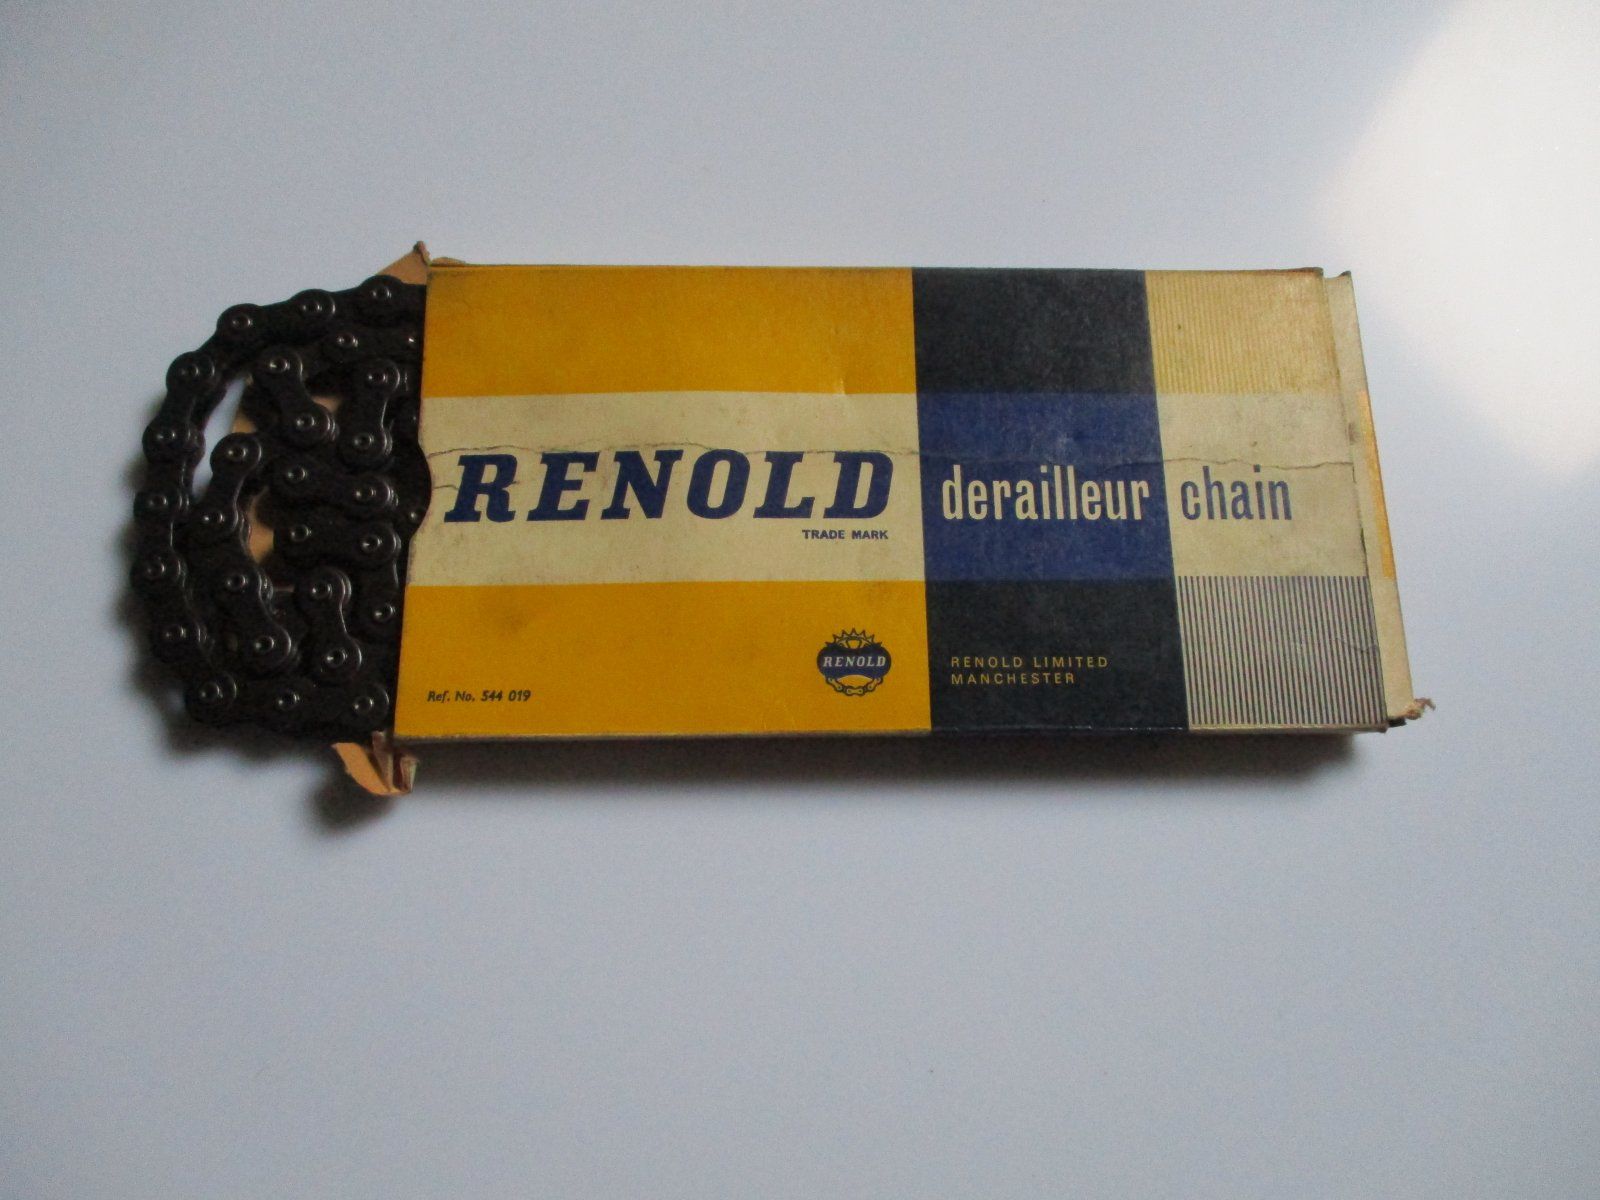 RENOLD
TRADE MARK
derailleur chain
RENOLD
Ref. No. 544 019
RENOLD LIMITED
MANCHESTER